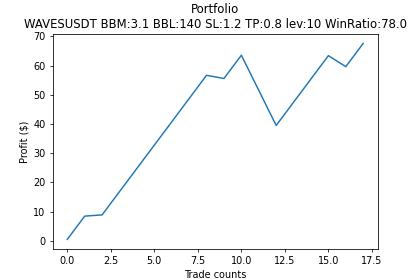 Portfolio
WAVESUSDT BBM:3.1 BBL:140 SL:1.2 TP:0.8 lev:10 WinRatio:78.0
70
60
50
40
30
20
10
0
Profit ($)
0.0 2.5 5.0 7.5 10.0 12.5 15.0 17.5
Trade counts